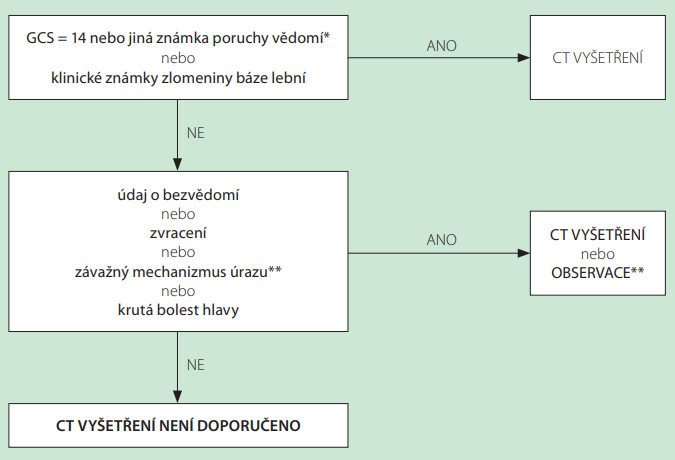 GCS = 14 nebo jiná známka poruchy vědomí*
nebo
klinické známky zlomeniny báze lební
ANO
CT VYŠETŘENÍ
NE
údaj o bezvědomí
nebo
zvracení
nebo
závažný mechanizmus úrazu**
nebo
krutá bolest hlavy
ANO
CT VYŠETŘENÍ
nebo
OBSERVACE**
NE
CT VYŠETŘENÍ NENÍ DOPORUČENO